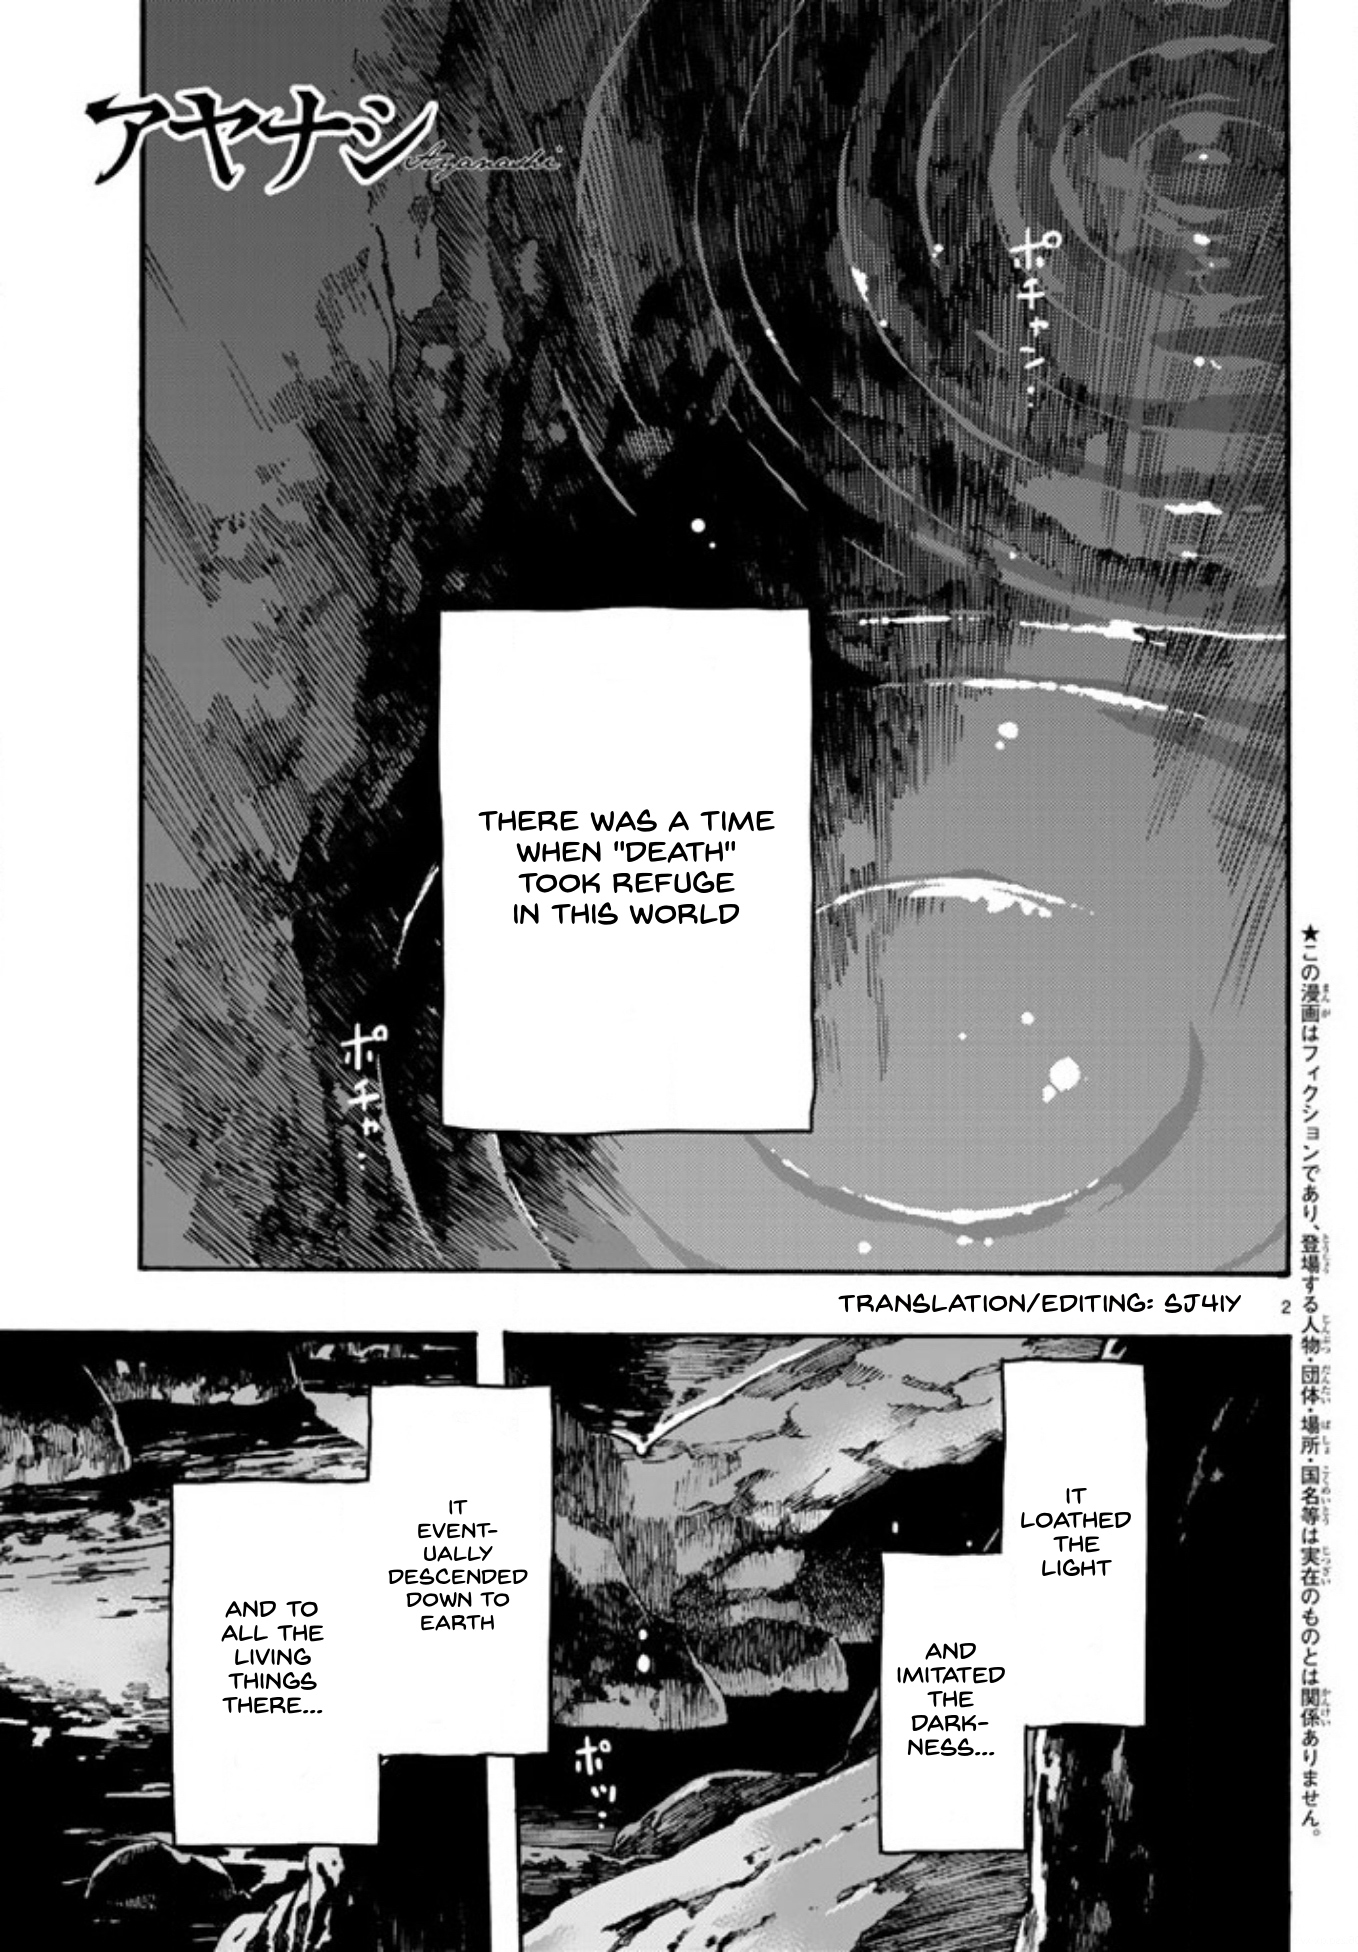 アヤナシ
Ayanashi
ポチャン…
THERE WAS A TIME
WHEN "DEATH"
TOOK REFUGE
IN THIS WORLD
ポチャ…
★この漫画はフィクションであり、登場する人物・団体・場所・国名等は実在のものとは関係ありません。
TRANSLATION/EDITING: SJ4IY
2
IT
LOATHED
THE
LIGHT
AND
IMITATED
THE
DARK-
NESS...
ポツ…
IT
EVENT-
UALLY
DESCENDED
DOWN TO
EARTH
AND TO
ALL THE
LIVING
THINGS
THERE...